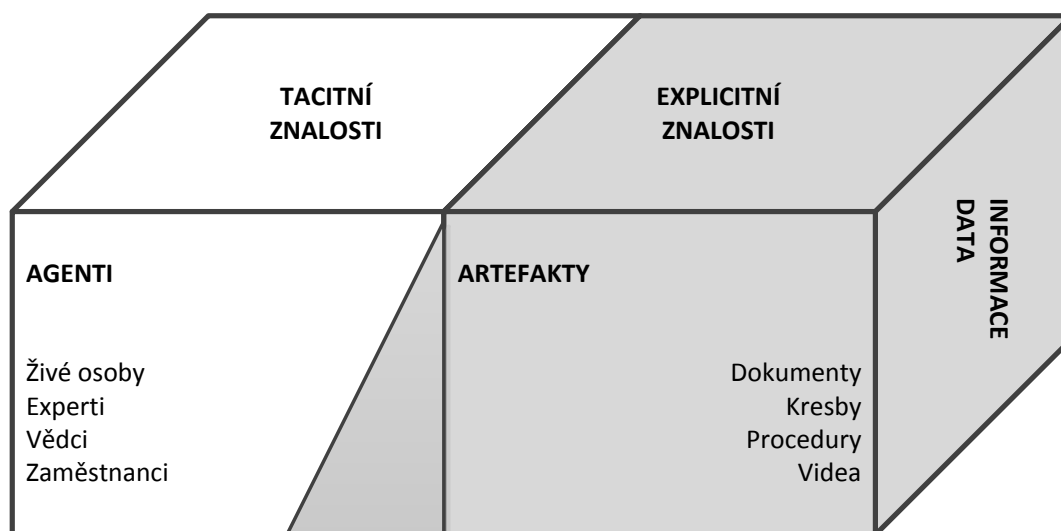 TACITNÍ
ZNALOSTI
EXPLICITNÍ
ZNALOSTI
INFORMACE
DATA
AGENTI
ARTEFAKTY
Živé osoby
Experti
Vědci
Zaměstnanci
Dokumenty
Kresby
Procedury
Videa